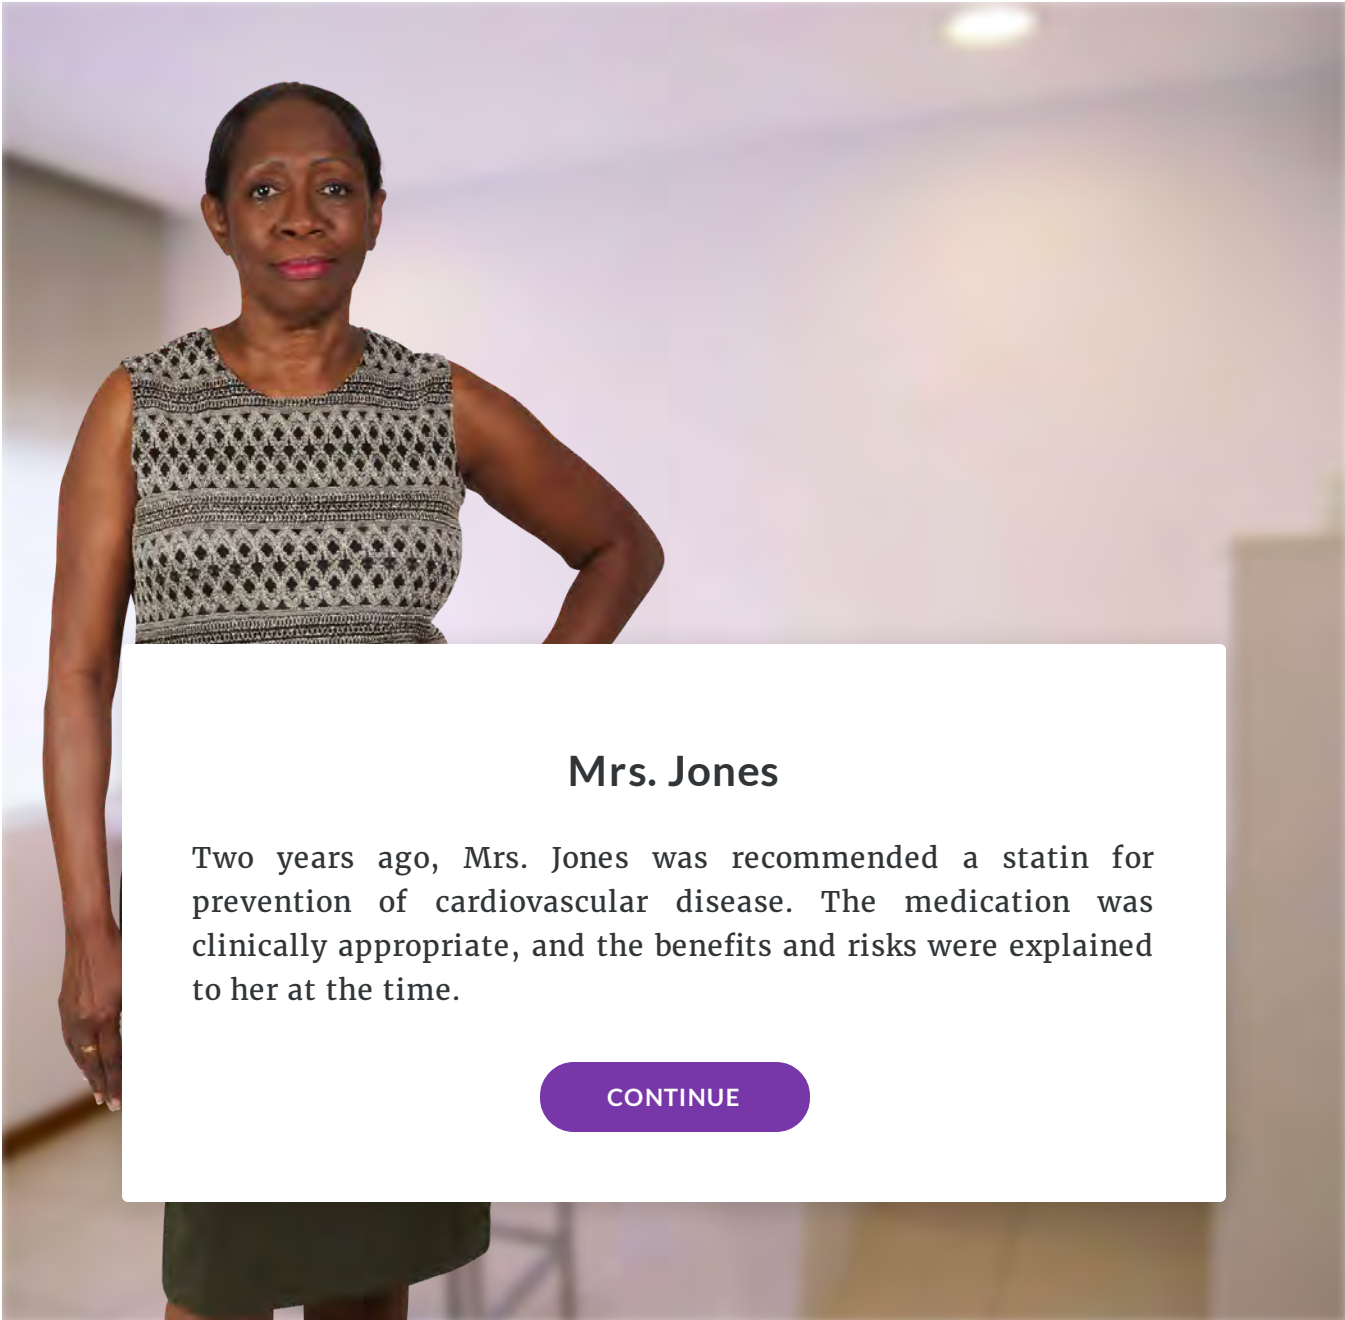 Mrs. Jones
Two years ago, Mrs. Jones was recommended a statin for
prevention of cardiovascular disease. The medication was
clinically appropriate, and the benefits and risks were explained
to her at the time.
CONTINUE